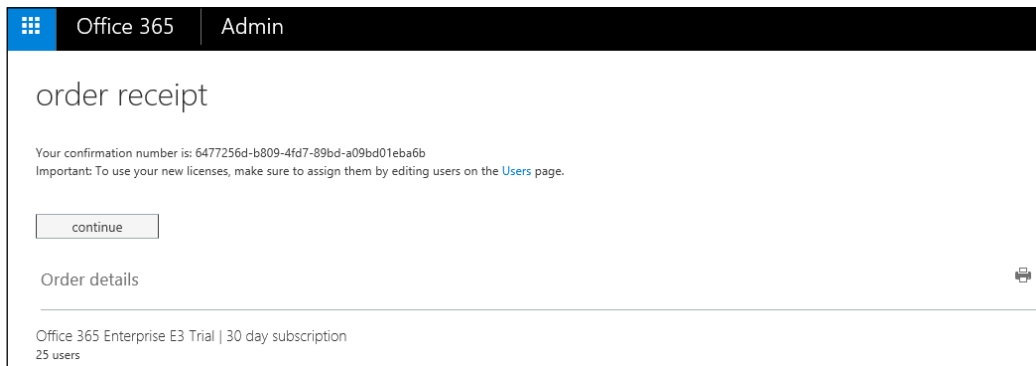 Office 365 Admin
order receipt
Your confirmation number is: 6477256d-b809-4fd7-89bd-a09bd01eba6b
Important: To use your new licenses, make sure to assign them by editing users on the Users page.
continue
Order details
Office 365 Enterprise E3 Trial | 30 day subscription
25 users